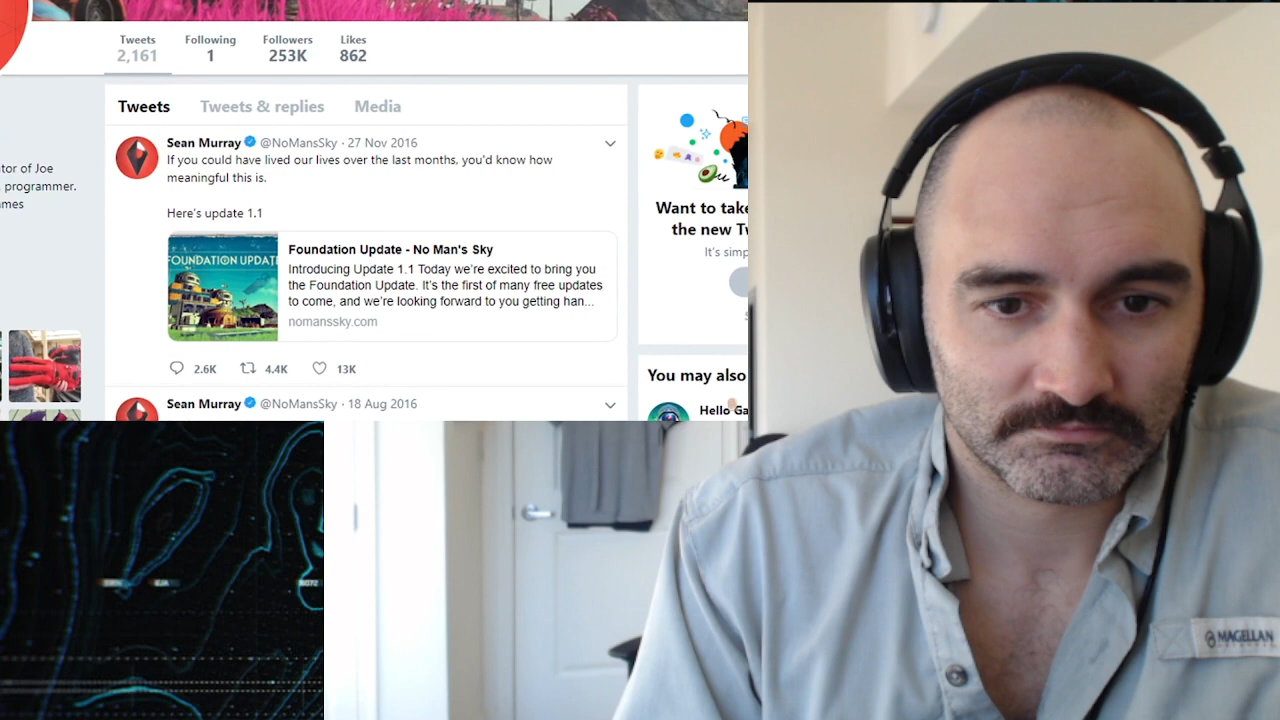 Tweets Following Followers Likes
2,161 1 253K 862
Tweets Tweets & replies Media
Sean Murray @NoMansSky · 27 Nov 2016
If you could have lived our lives over the last months, you'd know how
meaningful this is.
Here's update 1.1
FOUNDATION UPDATE
Foundation Update - No Man's Sky
Introducing Update 1.1 Today we're excited to bring you
the Foundation Update. It's the first of many free updates
to come, and we're looking forward to you getting han...
nomanssky.com
2.6K 4.4K 13K
Sean Murray @NoMansSky · 18 Aug 2016
tor of Joe
programmer.
mes
Want to take
the new Tw
It's simp
You may also
Hello Ga
MAGELLAN